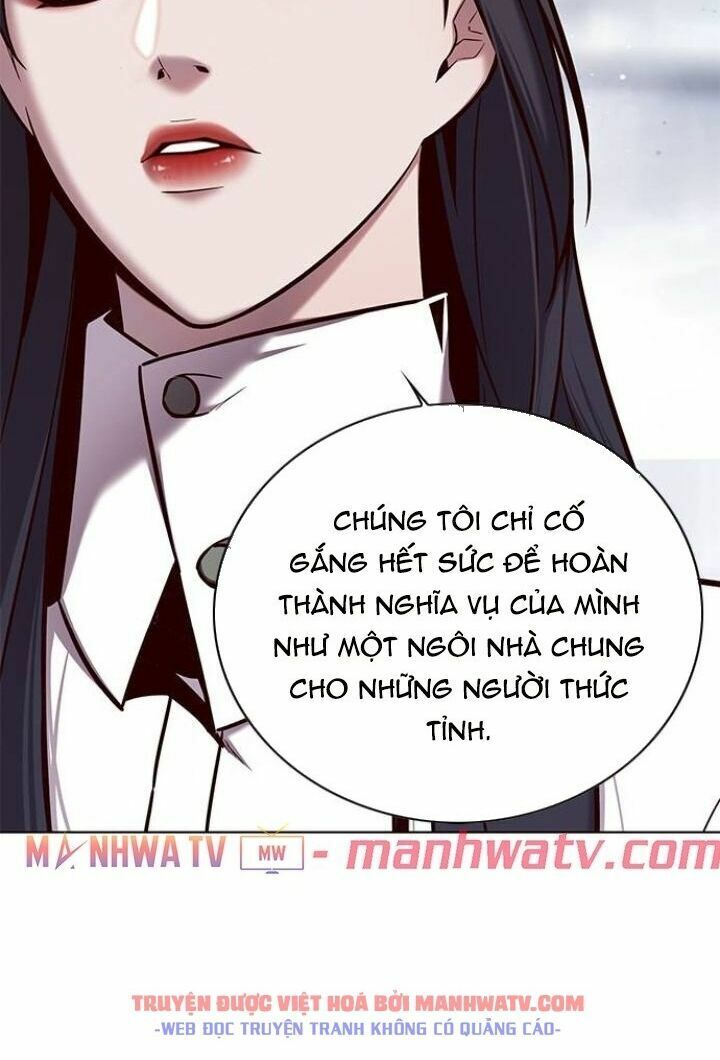 CHÚNG TÔI CHỈ CỐ
GẮNG HẾT SỨC ĐỂ HOÀN
THÀNH NGHĨA VỤ CỦA MÌNH
NHƯ MỘT NGÔI NHÀ CHUNG
CHO NHỮNG NGƯỜI THỨC
TỈNH.
MANHWA TV MW - manhwatv.com
TRUYỆN ĐƯỢC VIỆT HOÁ BỞI MANHWATV.COM
-WEB ĐỌC TRUYỆN TRANH KHÔNG CÓ QUẢNG CÁO-